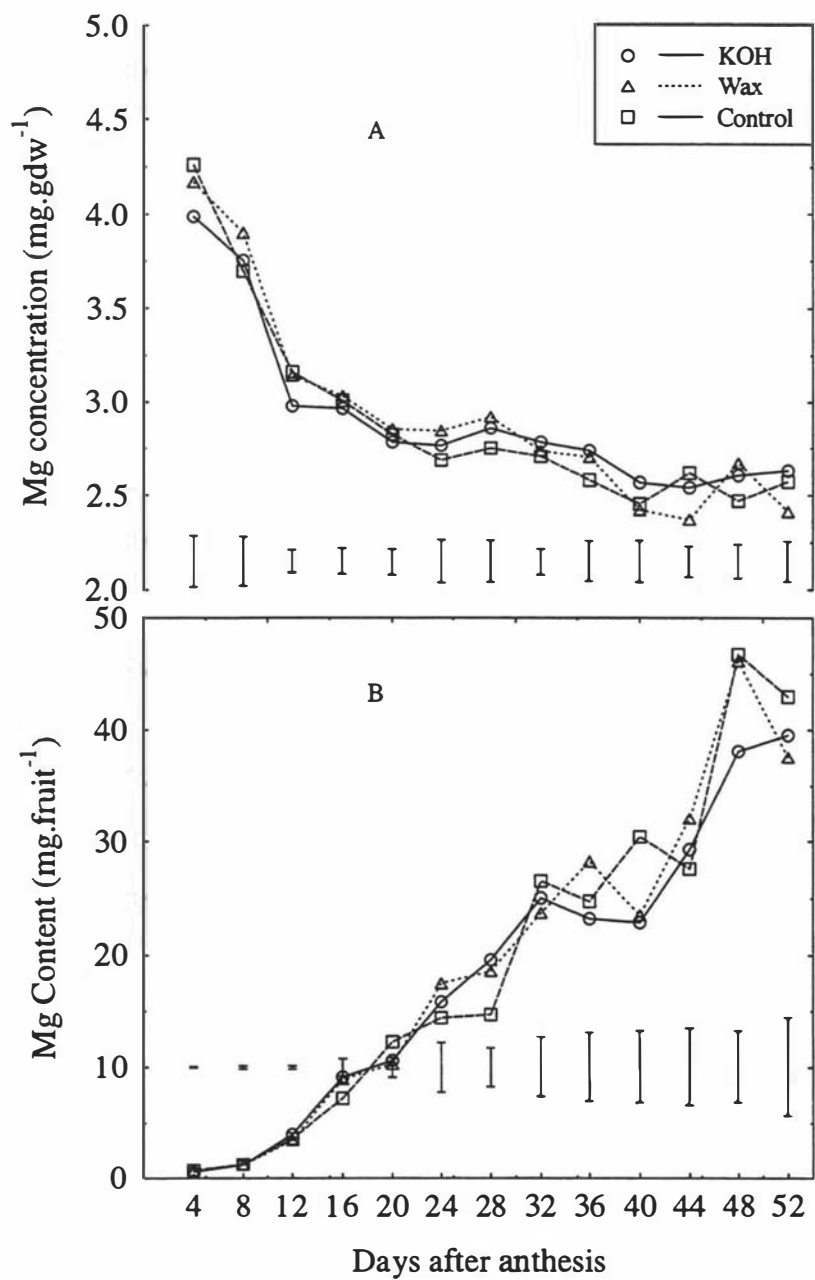 5.0
KOH
Wax
Control
A
4.5
4.0
3.5
3.0
2.5
2.0
Mg concentration (mg.gdw-1)
50
B
40
30
20
10
0
Mg Content (mg.fruit-1)
4 8 12 16 20 24 28 32 36 40 44 48 52
Days after anthesis